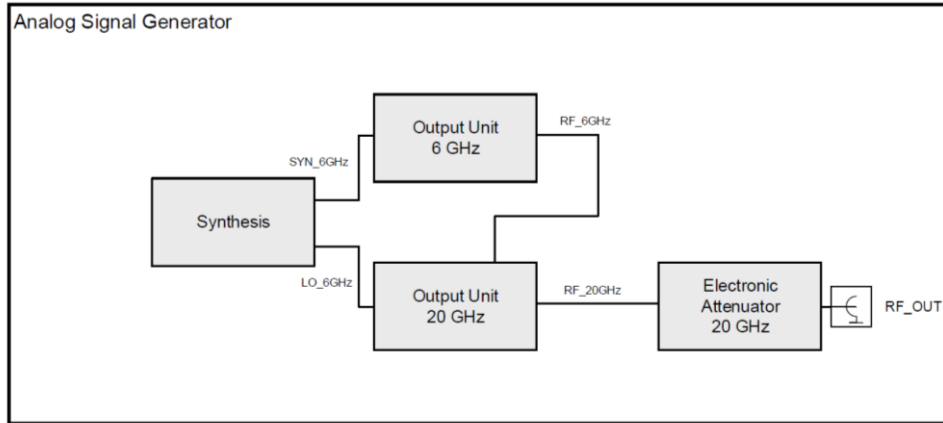 Analog Signal Generator
Output Unit
6 GHz
RF_6GHz
SYN_6GHz
Synthesis
LO_6GHz
Output Unit
20 GHz
RF_20GHz
Electronic
Attenuator
20 GHz
RF_OUT